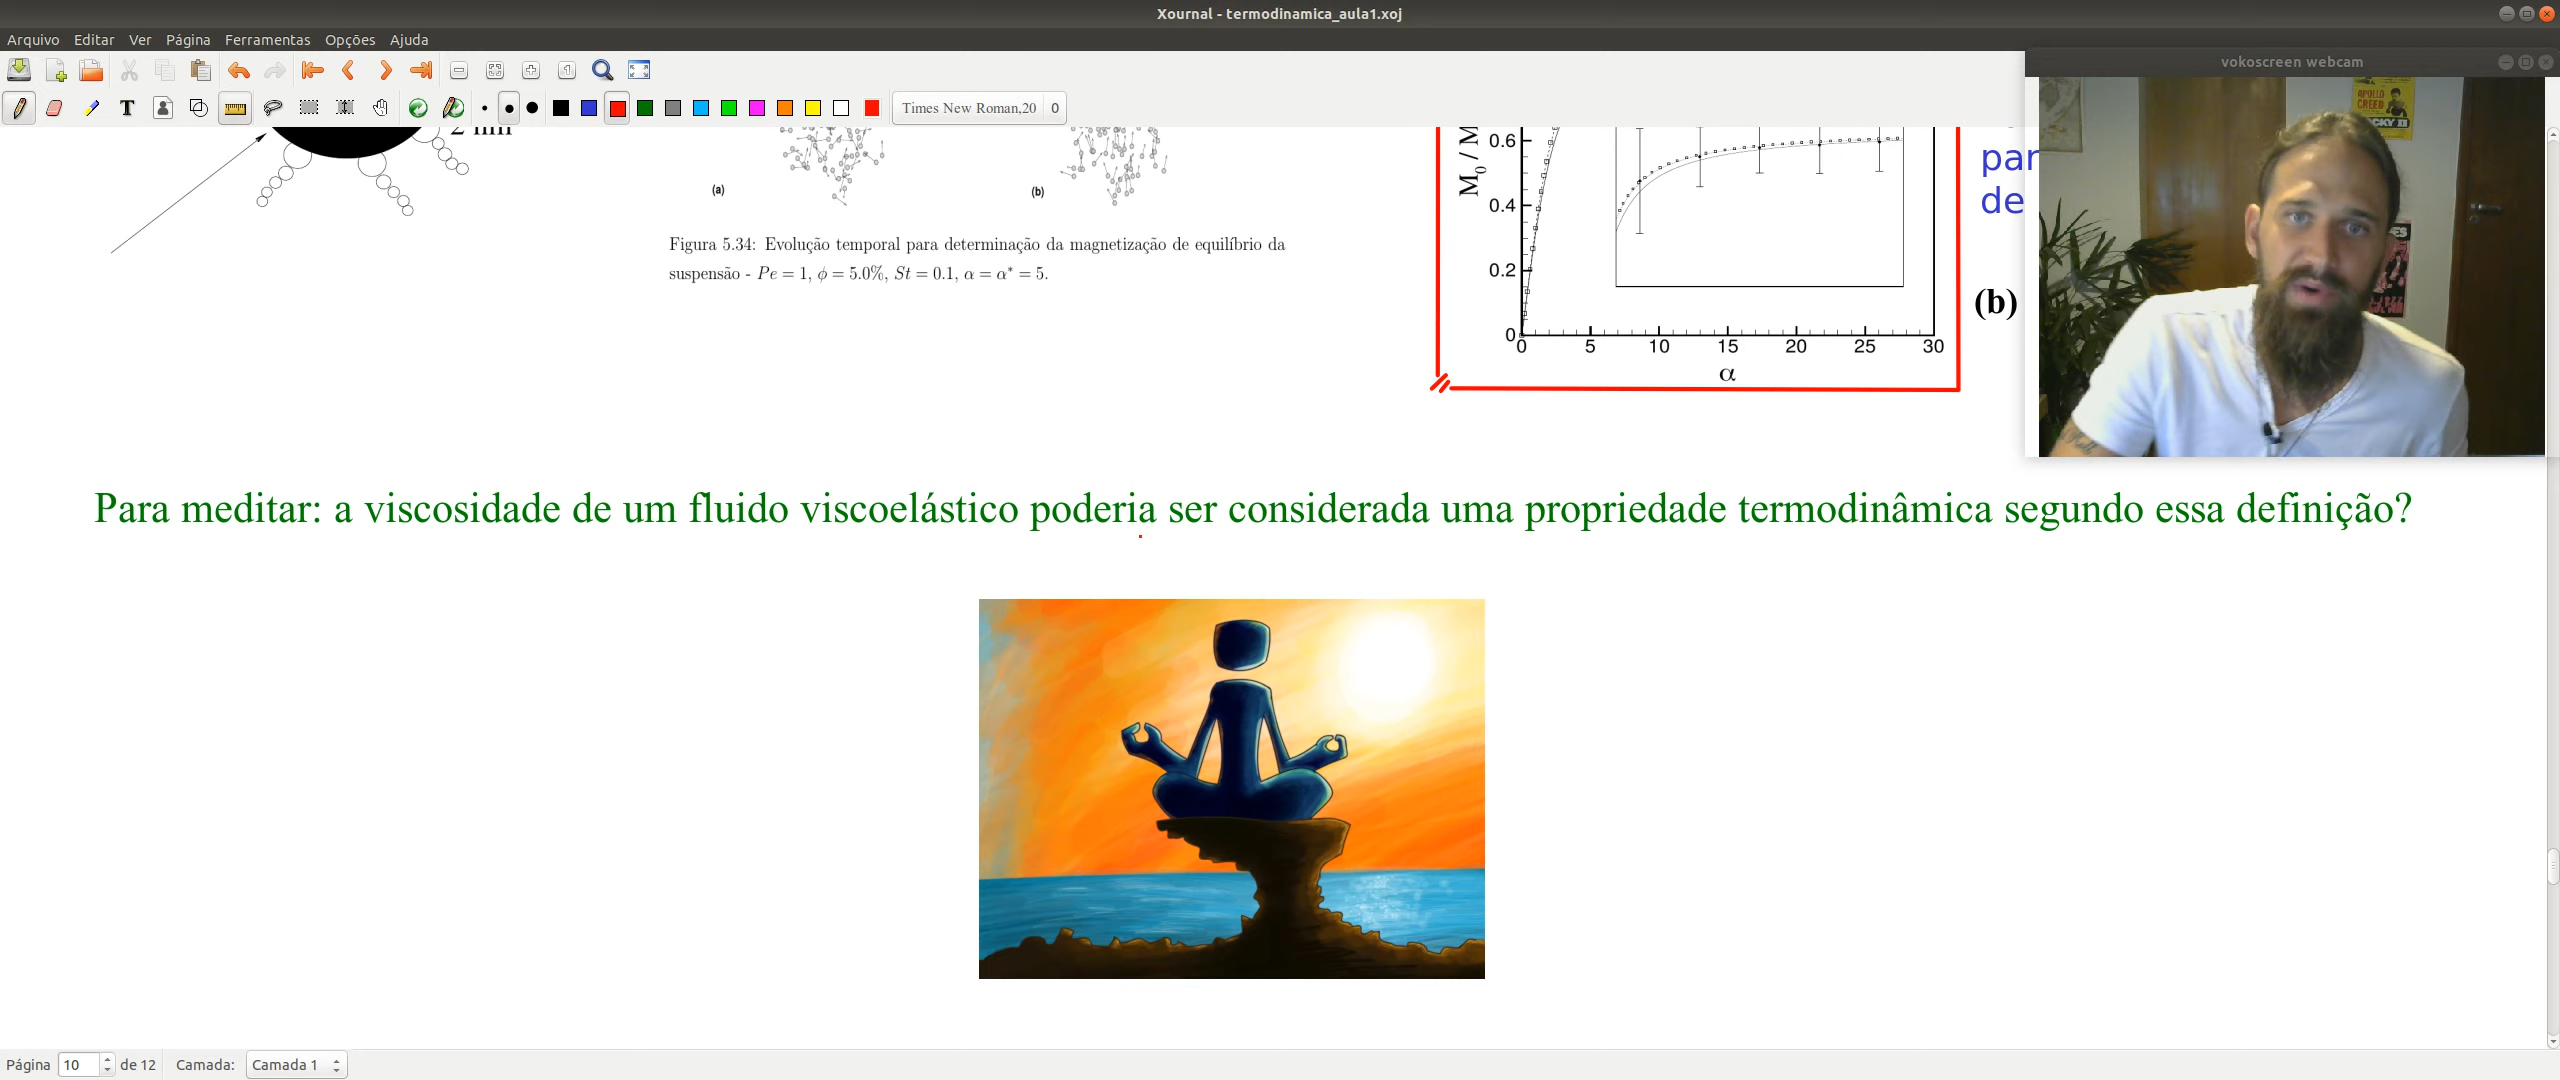 Xournal - termodinamica_aula1.xoj
Arquivo Editar Ver Página Ferramentas Opções Ajuda
vokoscreen webcam
Times New Roman,20 0
APOLLO
CREED
(a)
(b)
Figura 5.34: Evolução temporal para determinação da magnetização de equilíbrio da
suspensão - Pe = 1, ϕ = 5.0%, St = 0.1, α = α* = 5.
M₀ / M
0.6
0.4
0.2
0
0 5 10 15 20 25 30
α
par
de
(b)
Para meditar: a viscosidade de um fluido viscoelástico poderia ser considerada uma propriedade termodinâmica segundo essa definição?
Página 10 de 12 Camada: Camada 1